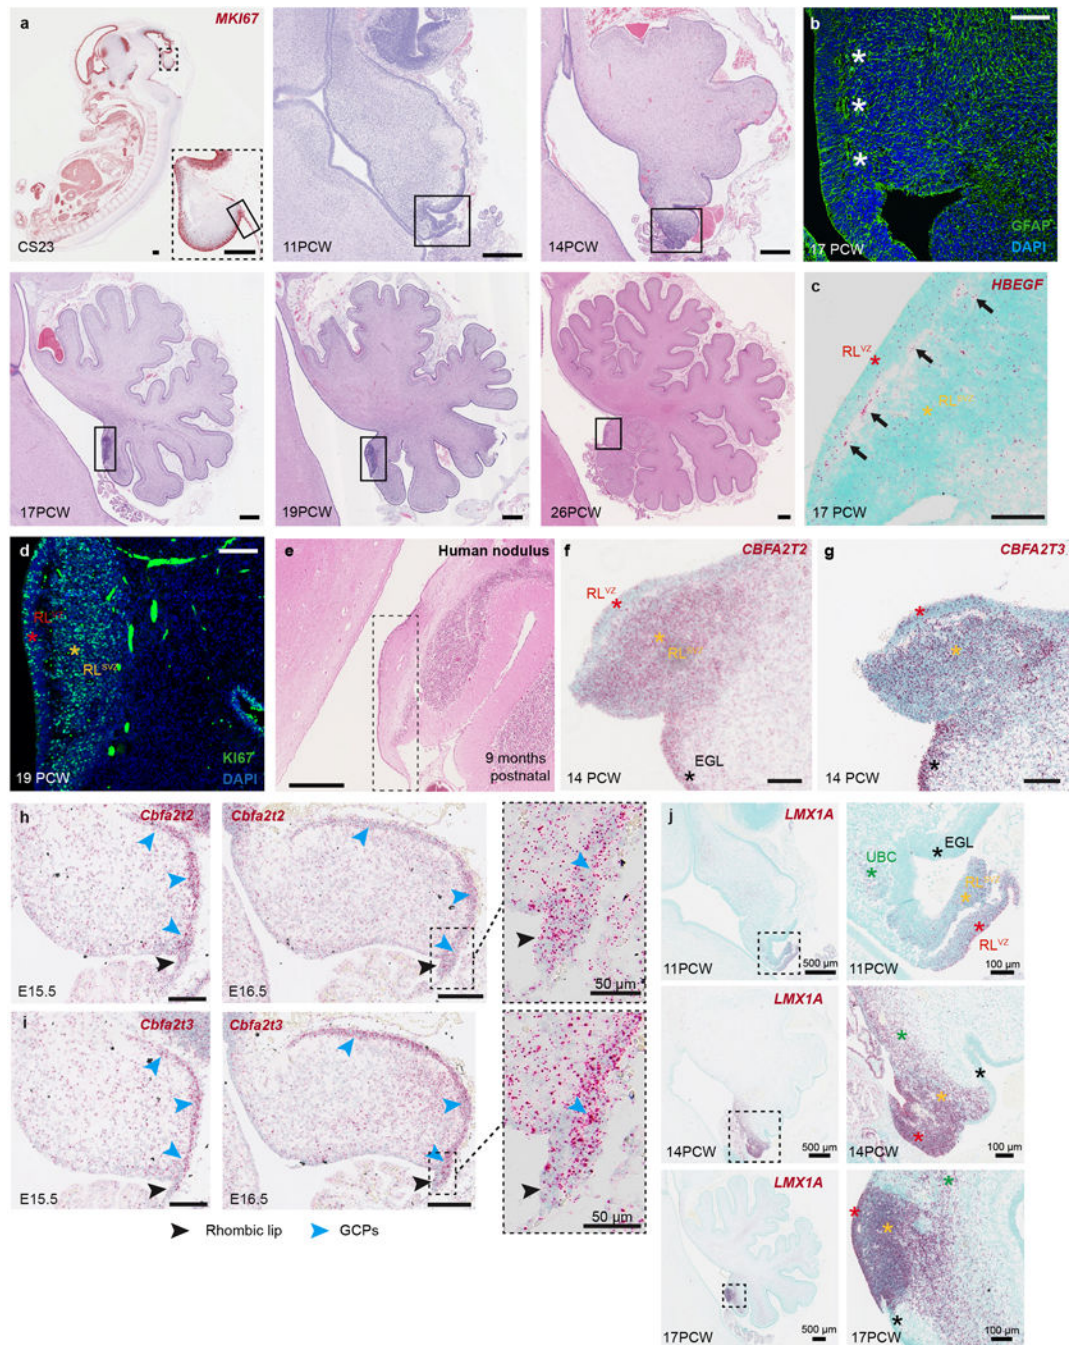 a
MKI67
CS23
11PCW
14PCW
b
GFAP
17 PCW
DAPI
17PCW
19PCW
26PCW
c
HBEGF
RLVZ
RLSVZ
17 PCW
d
RLVZ
RLSVZ
KI67
19 PCW
DAPI
e
Human nodulus
9 months
postnatal
f
CBFA2T2
RLVZ
RLSVZ
EGL
14 PCW
g
CBFA2T3
14 PCW
h
Cbfa2t2
E15.5
Cbfa2t2
E16.5
50 µm
i
Cbfa2t3
E15.5
Cbfa2t3
E16.5
50 µm
Rhombic lip
GCPs
j
LMX1A
11PCW
500 µm
EGL
UBC
RLSVZ
RLVZ
11PCW
100 µm
LMX1A
14PCW
500 µm
14PCW
100 µm
LMX1A
17PCW
500 µm
17PCW
100 µm